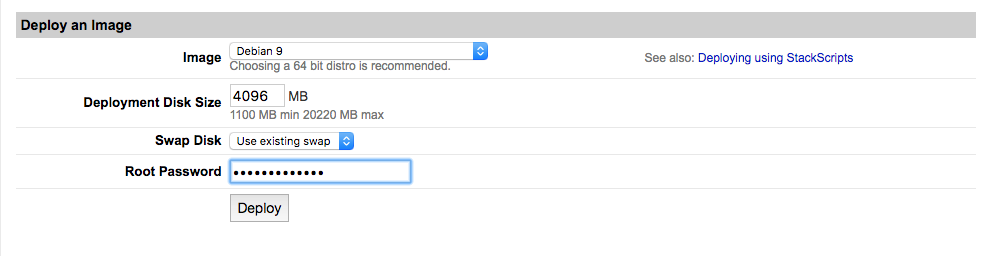 Deploy an Image
Image Debian 9
Choosing a 64 bit distro is recommended.
See also: Deploying using StackScripts
Deployment Disk Size 4096 MB
1100 MB min 20220 MB max
Swap Disk Use existing swap
Root Password •••••••••••••
Deploy